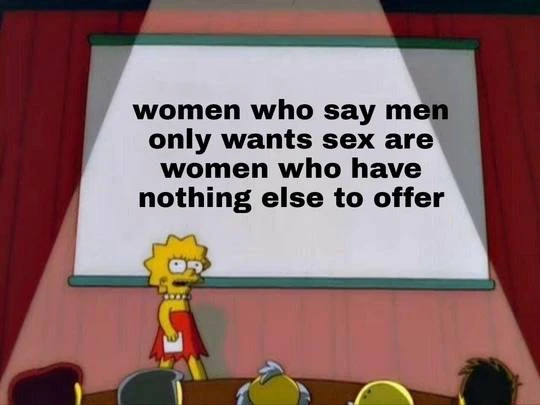 women who say men
only wants sex are
women who have
nothing else to offer